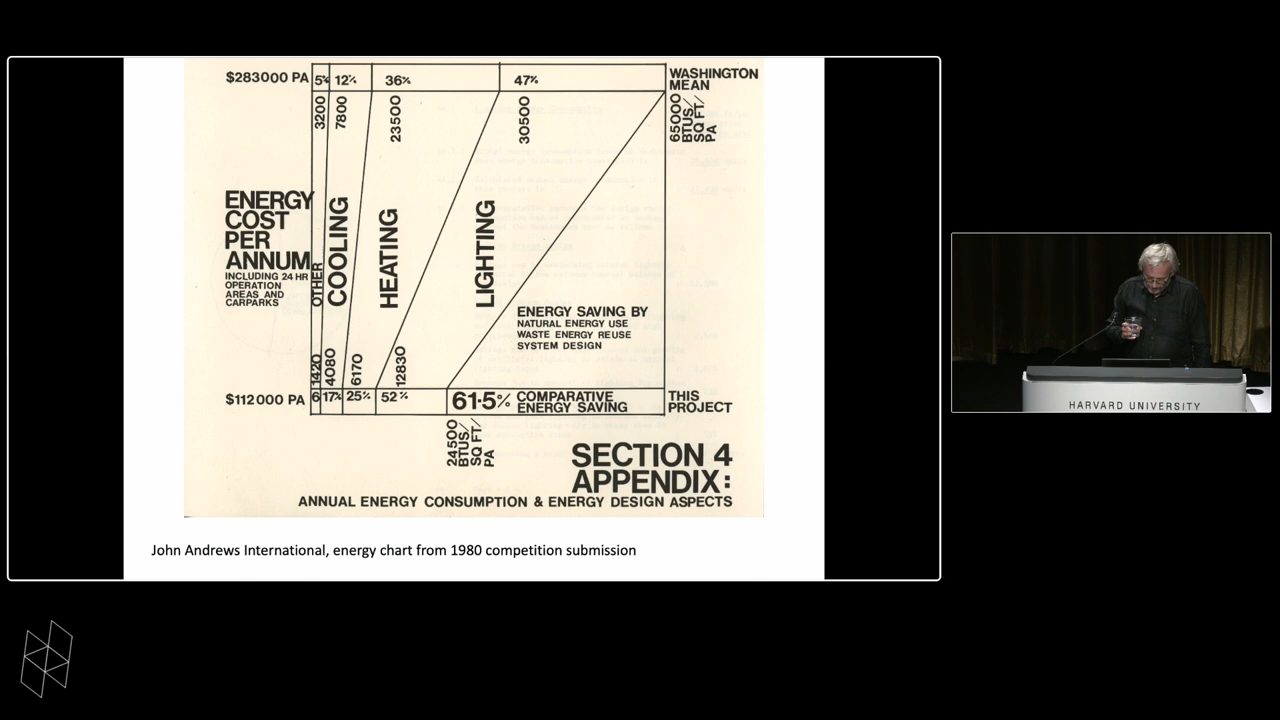 $283000 PA 5% 12% 36% 47% WASHINGTON
MEAN
3200
7800
23500
30500
65000
BTUS/
SQ FT/
PA
ENERGY
COST
PER
ANNUM
INCLUDING 24 HR
OPERATION
AREAS AND
CARPARKS
OTHER
COOLING
HEATING
LIGHTING
ENERGY SAVING BY
NATURAL ENERGY USE
WASTE ENERGY REUSE
SYSTEM DESIGN
1420
4080
6170
12830
$112000 PA 6 17% 25% 52% 61·5% COMPARATIVE
ENERGY SAVING
THIS
PROJECT
24500
BTUS/
SQ FT/
PA
SECTION 4
APPENDIX:
ANNUAL ENERGY CONSUMPTION & ENERGY DESIGN ASPECTS
John Andrews International, energy chart from 1980 competition submission
HARVARD UNIVERSITY